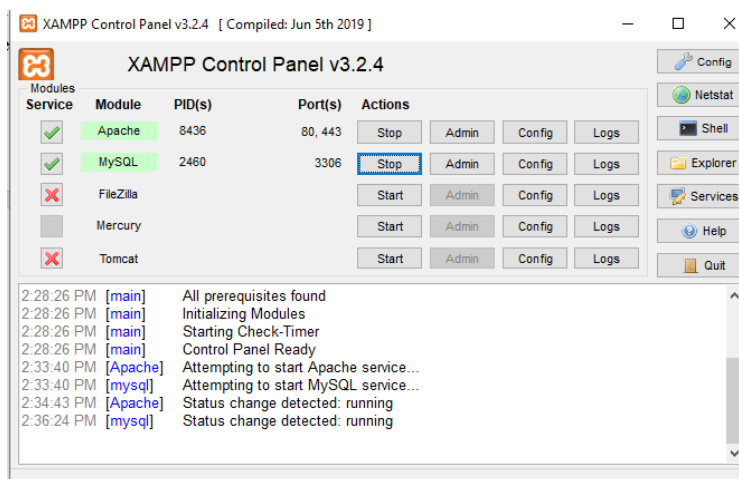 XAMPP Control Panel v3.2.4 [ Compiled: Jun 5th 2019 ]
XAMPP Control Panel v3.2.4
Config
Modules
Service Module PID(s) Port(s) Actions
Netstat
Apache 8436 80, 443 Stop Admin Config Logs
Shell
MySQL 2460 3306 Stop Admin Config Logs
Explorer
FileZilla Start Admin Config Logs
Services
Mercury Start Admin Config Logs
Help
Tomcat Start Admin Config Logs
Quit
2:28:26 PM [main] All prerequisites found
2:28:26 PM [main] Initializing Modules
2:28:26 PM [main] Starting Check-Timer
2:28:26 PM [main] Control Panel Ready
2:33:40 PM [Apache] Attempting to start Apache service...
2:33:40 PM [mysql] Attempting to start MySQL service...
2:34:43 PM [Apache] Status change detected: running
2:36:24 PM [mysql] Status change detected: running